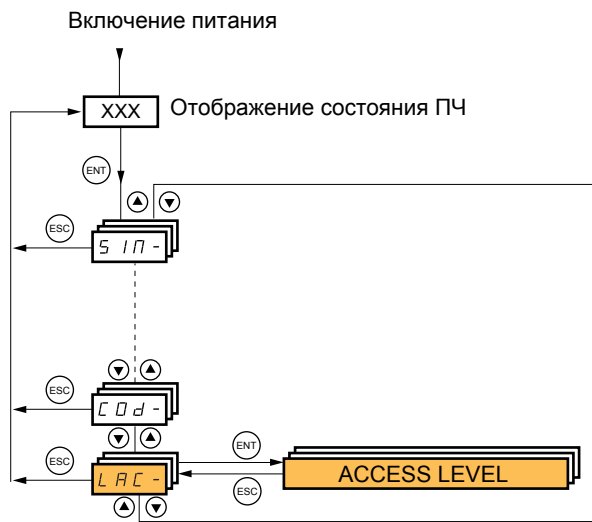 Включение питания
XXX
Отображение состояния ПЧ
ENT
ESC
SIM-
ESC
COd-
ESC
ENT
LAC-
ACCESS LEVEL
ESC